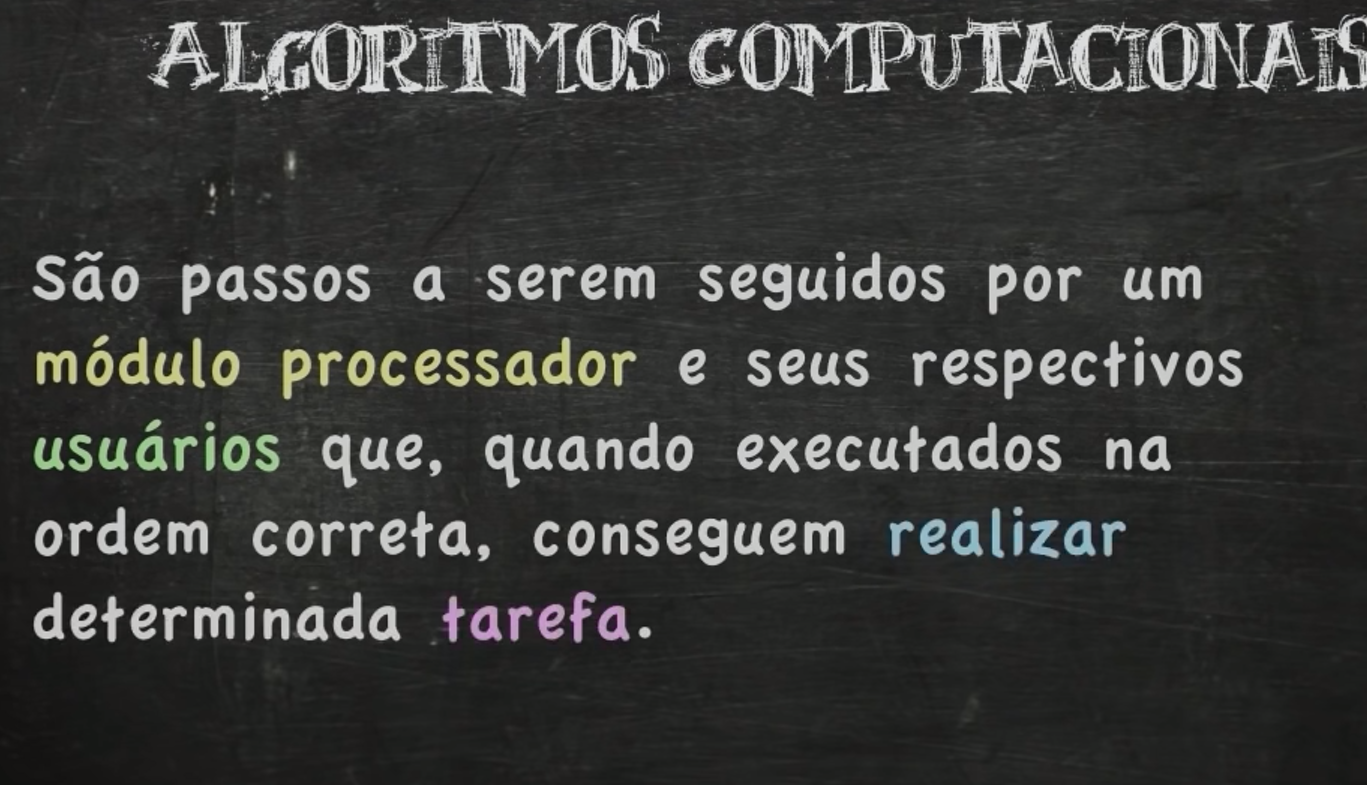 ALGORITMOS COMPUTACIONAIS
São passos a serem seguidos por um
módulo processador e seus respectivos
usuários que, quando executados na
ordem correta, conseguem realizar
determinada tarefa.